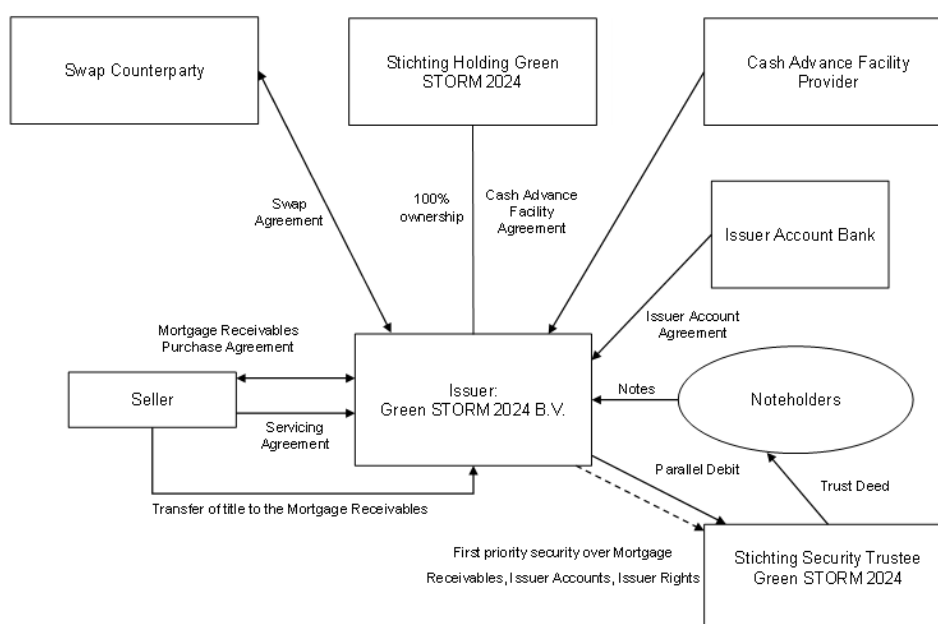 Swap Counterparty
Stichting Holding Green
STORM 2024
Cash Advance Facility
Provider
Swap
Agreement
100%
ownership
Cash Advance
Facility
Agreement
Issuer Account Bank
Issuer Account
Agreement
Mortgage Receivables
Purchase Agreement
Seller
Issuer:
Green STORM 2024 B.V.
Notes
Noteholders
Servicing
Agreement
Parallel Debit
Trust Deed
Transfer of title to the Mortgage Receivables
First priority security over Mortgage
Receivables, Issuer Accounts, Issuer Rights
Stichting Security Trustee
Green STORM 2024